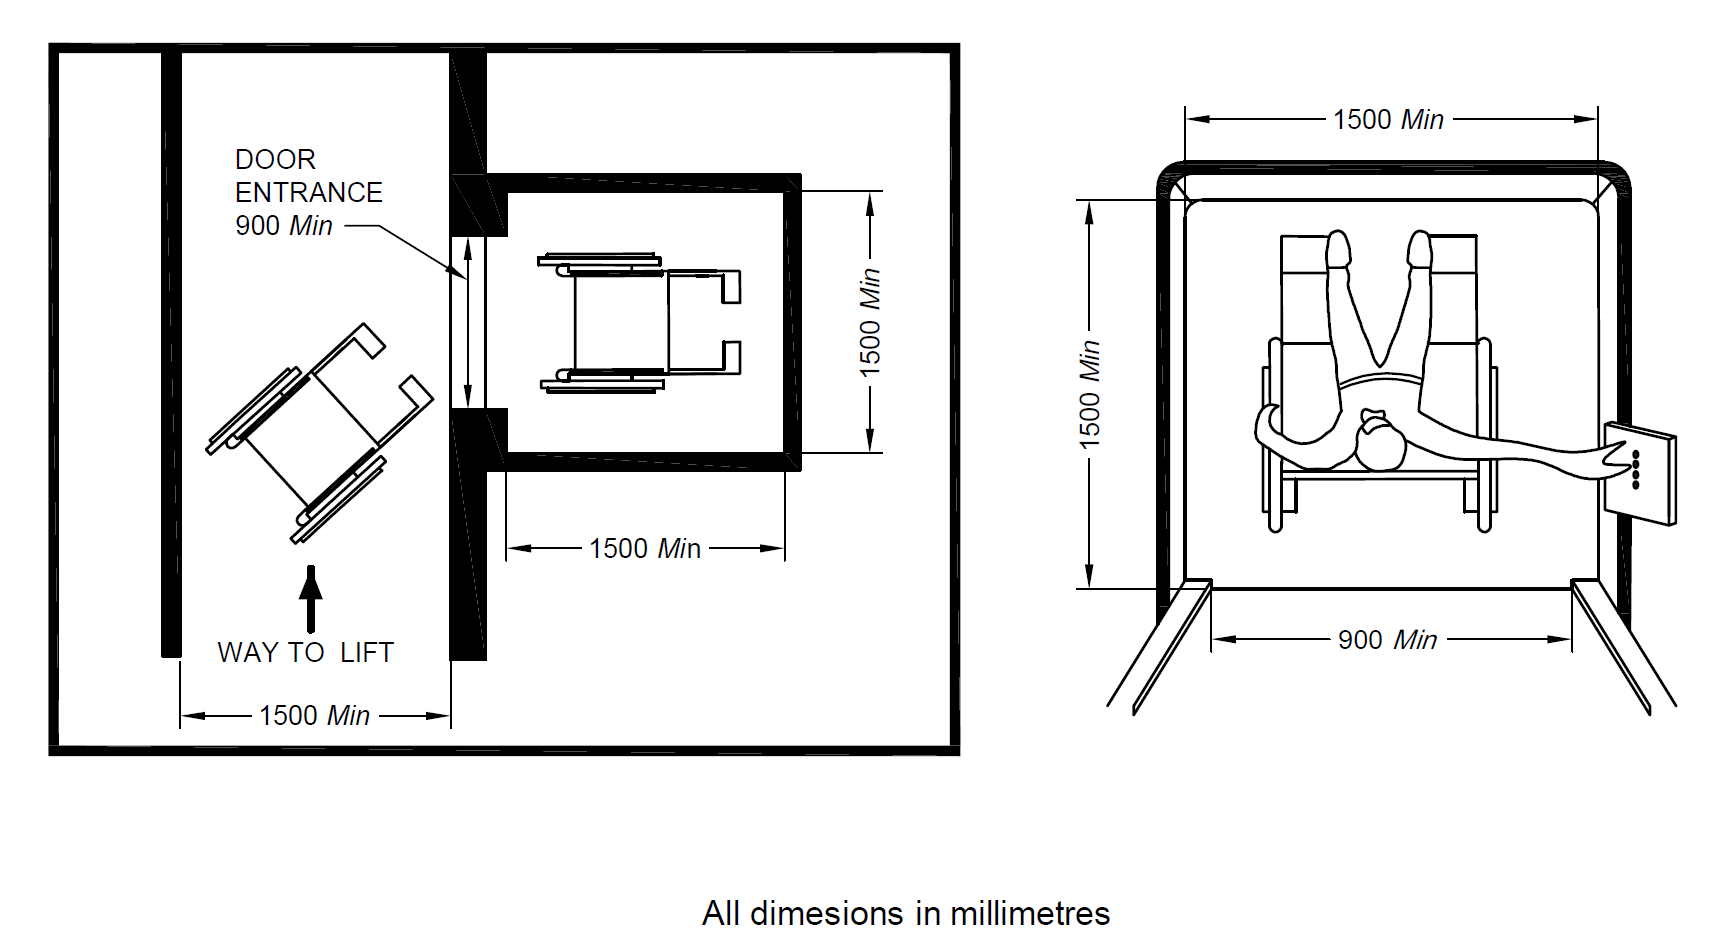 DOOR
ENTRANCE
900 Min
1500 Min
1500 Min
WAY TO LIFT
1500 Min
1500 Min
1500 Min
900 Min
All dimesions in millimetres